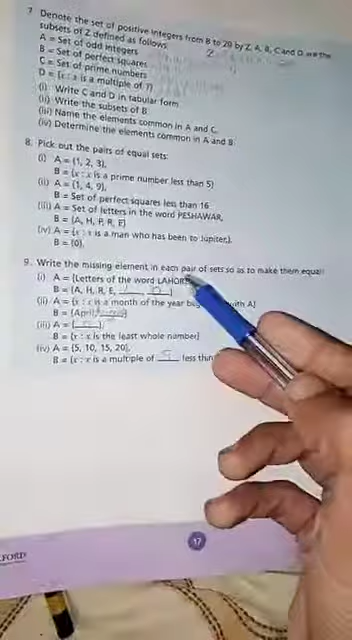 7. Denote the set of positive integers from 8 to 20 by Z. A, B, C and D are the
subsets of Z defined as follows:
A = Set of odd integers
B = Set of perfect squares
C = Set of prime numbers
D = {x : x is a multiple of 7}
(i) Write C and D in tabular form
(ii) Write the subsets of B
(iii) Name the elements common in A and C.
(iv) Determine the elements common in A and B
8. Pick out the pairs of equal sets:
(i) A = {1, 2, 3},
B = {x : x is a prime number less than 5}
(ii) A = {1, 4, 9},
B = Set of perfect squares less than 16
(iii) A = Set of letters in the word PESHAWAR,
B = {A, H, P, R, E}
(iv) A = {x : x is a man who has been to Jupiter,},
B = {0}.
9. Write the missing element in each pair of sets so as to make them equal:
(i) A = {Letters of the word LAHORE
B = {A, H, R, E,
(ii) A = {x : x is a month of the year with A}
B = {April,
(iii) A =
B = {x : x is the least whole number}
(iv) A = {5, 10, 15, 20},
B = {x : x is a multiple of 5 less
17